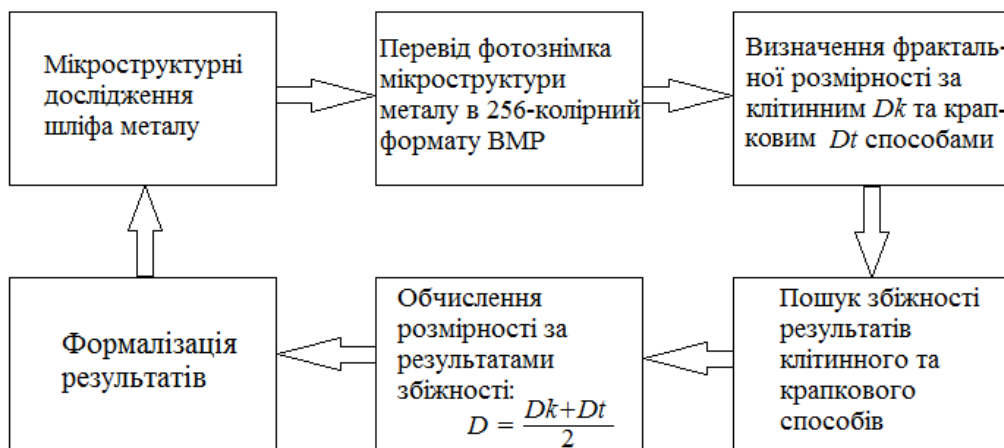 Мікроструктурні
дослідження
шліфа металу
Перевід фотознімка
мікроструктури
металу в 256-колірний
формату BMP
Визначення фракталь-
ної розмірності за
клітинним Dk та крап-
ковим Dt способами
Пошук збіжності
результатів
клітинного та
крапкового
способів
Обчислення
розмірності за
результатами
збіжності:
D = (Dk+Dt)/2
Формалізація
результатів